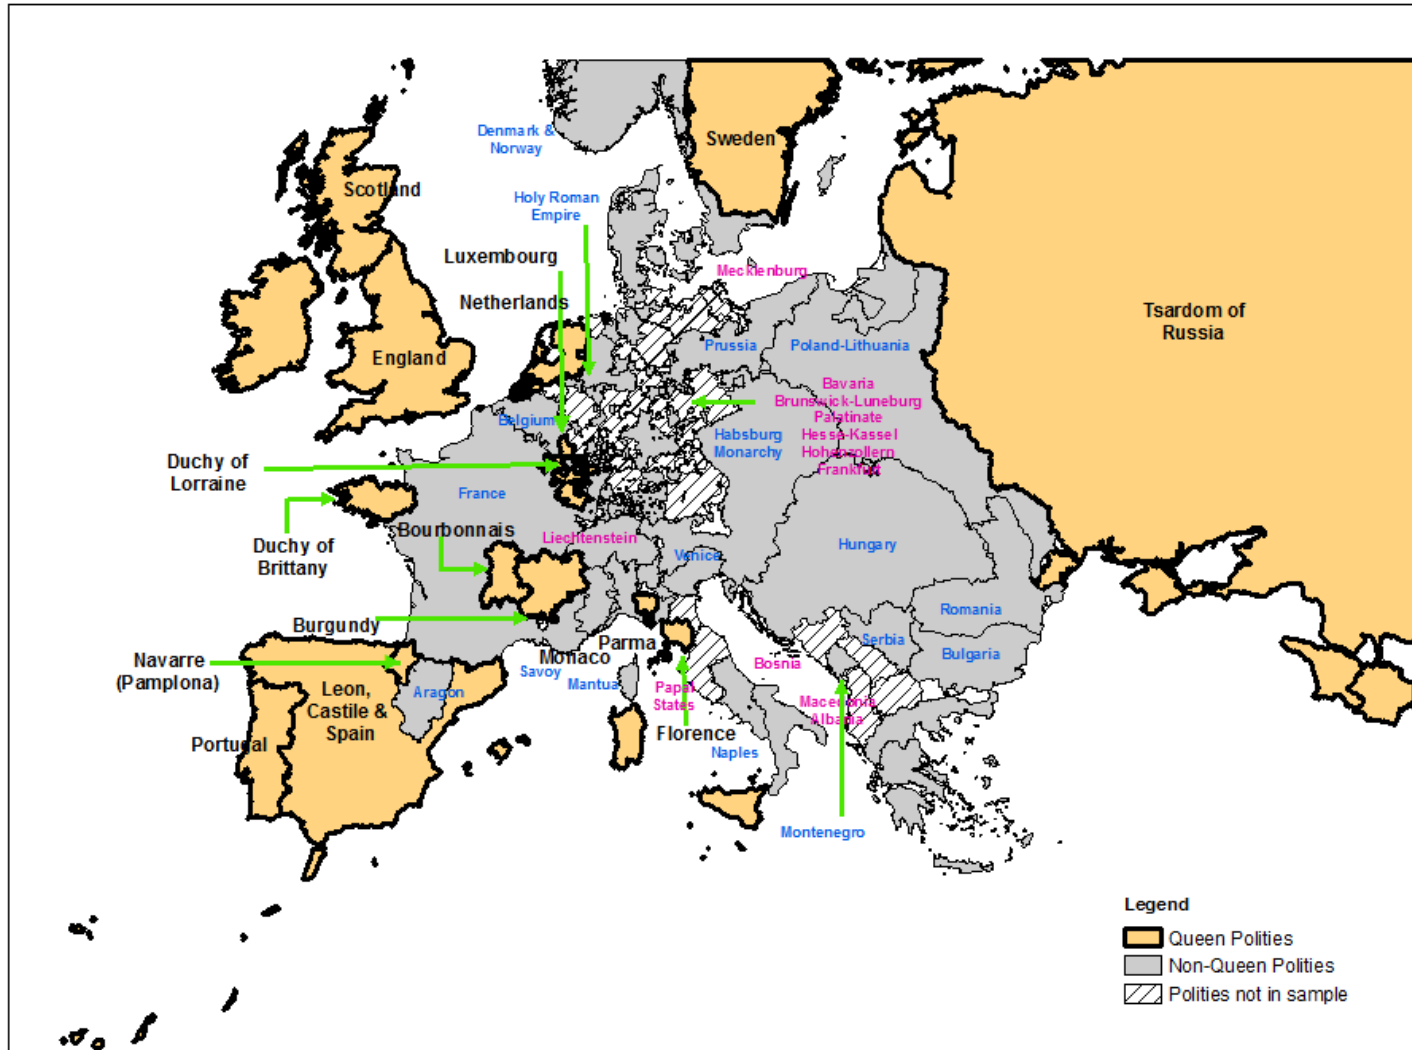 Denmark &
Norway
Sweden
Scotland
Holy Roman
Empire
Luxembourg
Mecklenburg
Netherlands
Tsardom of
Russia
England
Prussia
Poland-Lithuania
Bavaria
Brunswick-Luneburg
Palatinate
Hesse-Kassel
Hohenzollern
Frankfurt
Belgium
Habsburg
Monarchy
Duchy of
Lorraine
France
Bourbonnais
Liechtenstein
Duchy of
Brittany
Venice
Hungary
Romania
Burgundy
Parma
Serbia
Bulgaria
Navarre
(Pamplona)
Monaco
Savoy
Mantua
Bosnia
Aragon
Leon,
Castile &
Spain
Papal
States
Macedonia
Albania
Portugal
Florence
Naples
Montenegro
Legend
Queen Polities
Non-Queen Polities
Polities not in sample